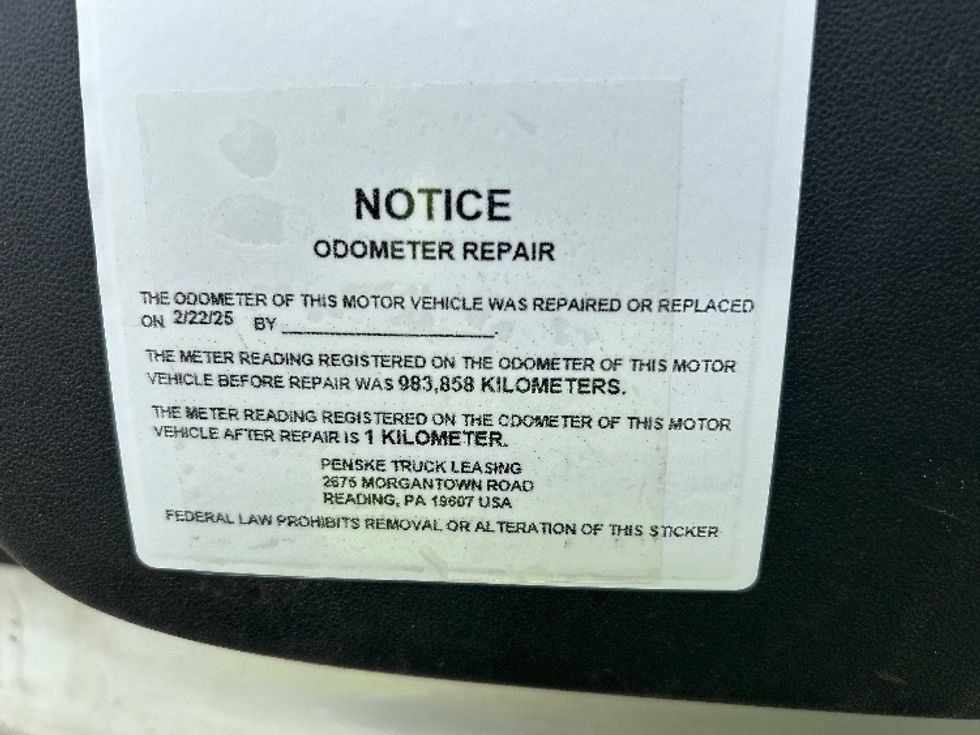 NOTICE
ODOMETER REPAIR
THE ODOMETER OF THIS MOTOR VEHICLE WAS REPAIRED OR REPLACED
ON 2/22/25 BY ____________________.
THE METER READING REGISTERED ON THE ODOMETER OF THIS MOTOR
VEHICLE BEFORE REPAIR WAS 983,858 KILOMETERS.
THE METER READING REGISTERED ON THE ODOMETER OF THIS MOTOR
VEHICLE AFTER REPAIR IS 1 KILOMETER.
PENSKE TRUCK LEASING
2675 MORGANTOWN ROAD
READING, PA 19607 USA
FEDERAL LAW PROHIBITS REMOVAL OR ALTERATION OF THIS STICKER